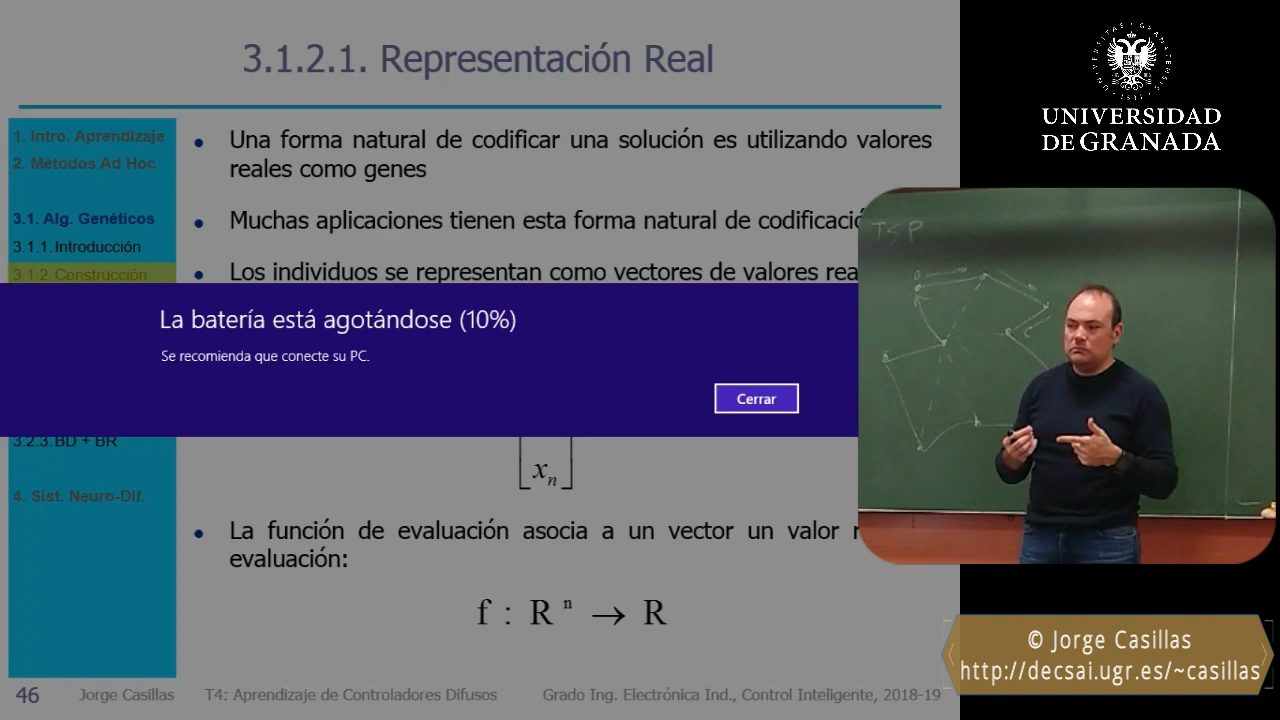 3.1.2.1. Representación Real
1. Intro. Aprendizaje
2. Métodos Ad Hoc
3.1. Alg. Genéticos
3.1.1. Introducción
3.1.2. Construcción
3.2.3. BD + BR
4. Sist. Neuro-Dif.
• Una forma natural de codificar una solución es utilizando valores
reales como genes
• Muchas aplicaciones tienen esta forma natural de codificació
• Los individuos se representan como vectores de valores rea
La batería está agotándose (10%)
Se recomienda que conecte su PC.
Cerrar
xₙ
• La función de evaluación asocia a un vector un valor r
evaluación:
f : R ⁿ → R
46 Jorge Casillas T4: Aprendizaje de Controladores Difusos Grado Ing. Electrónica Ind., Control Inteligente, 2018-19
UNIVERSIDAD
DE GRANADA
© Jorge Casillas
http://decsai.ugr.es/~casillas